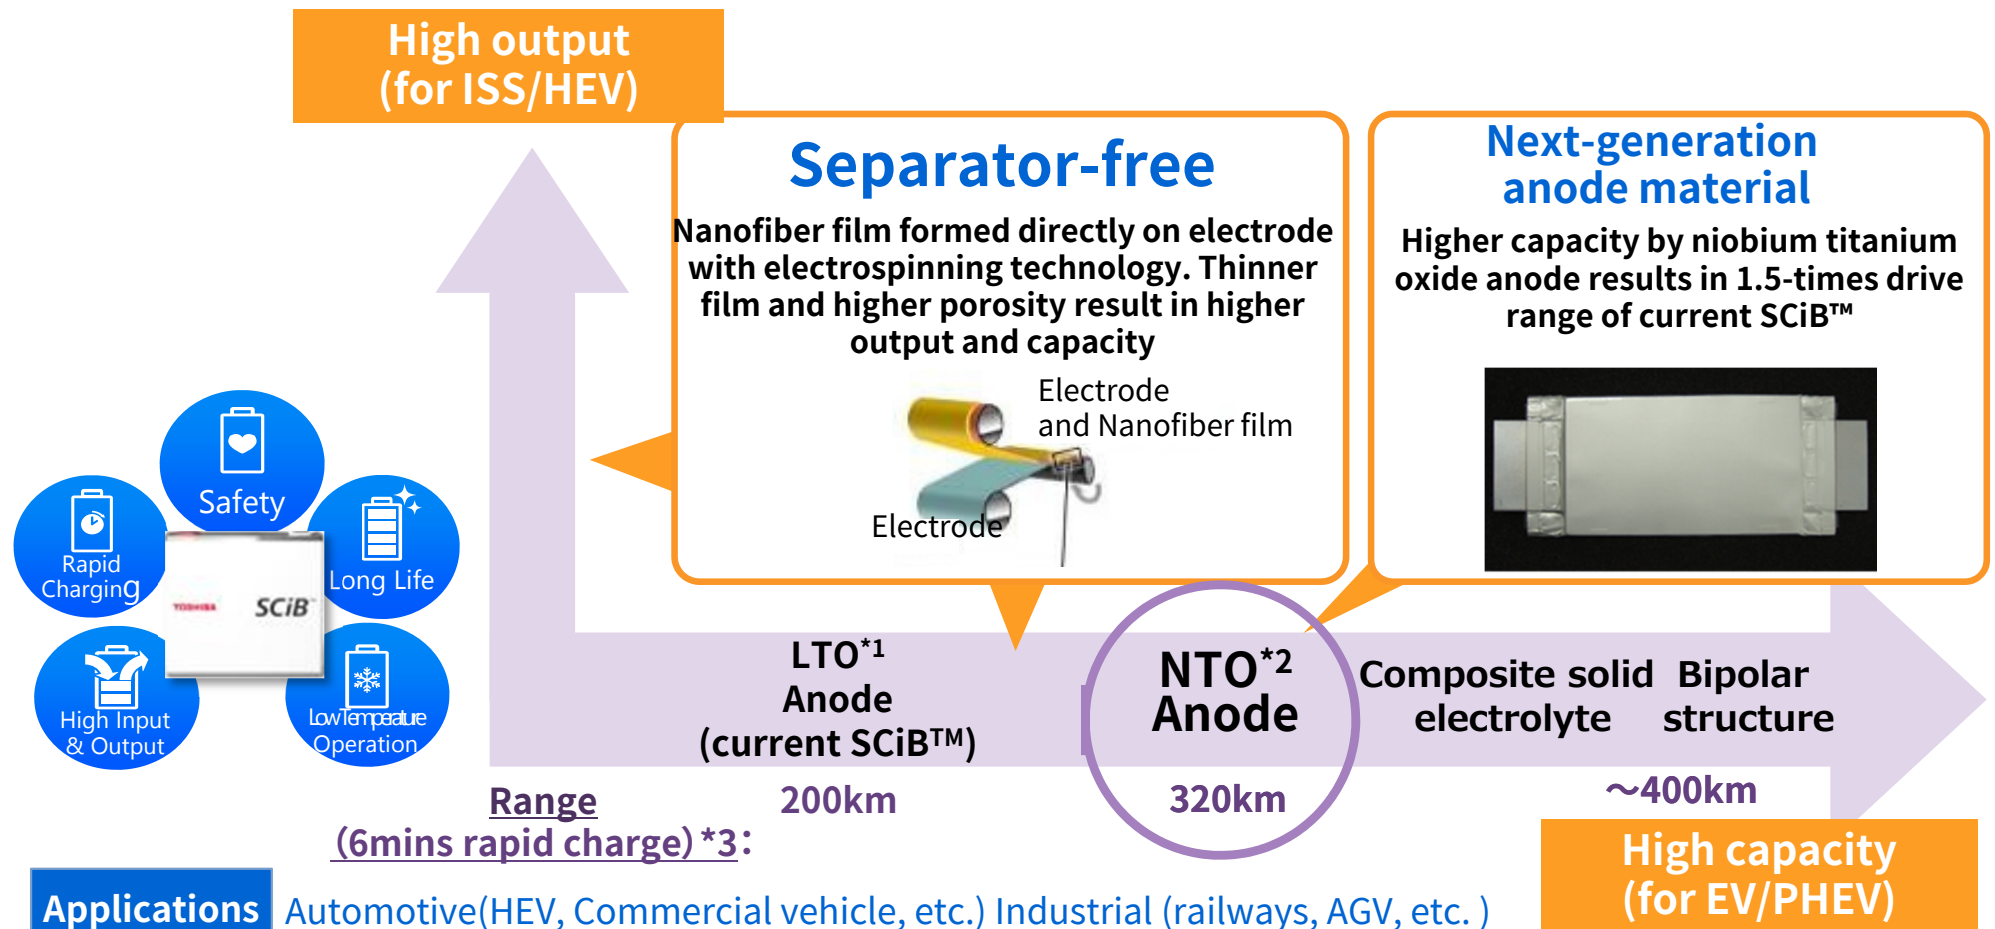 High output
(for ISS/HEV)
Separator-free
Nanofiber film formed directly on electrode
with electrospinning technology. Thinner
film and higher porosity result in higher
output and capacity
Electrode
and Nanofiber film
Electrode
Next-generation
anode material
Higher capacity by niobium titanium
oxide anode results in 1.5-times drive
range of current SCiB™
Safety
Rapid
Charging
Long Life
TOSHIBA
SCiB™
High Input
& Output
Low Temperature
Operation
LTO*1
Anode
(current SCiBTM)
NTO*2
Anode
Composite solid
electrolyte
Bipolar
structure
Range
(6mins rapid charge) *3:
200km
320km
～400km
High capacity
(for EV/PHEV)
Applications
Automotive(HEV, Commercial vehicle, etc.) Industrial (railways, AGV, etc. )